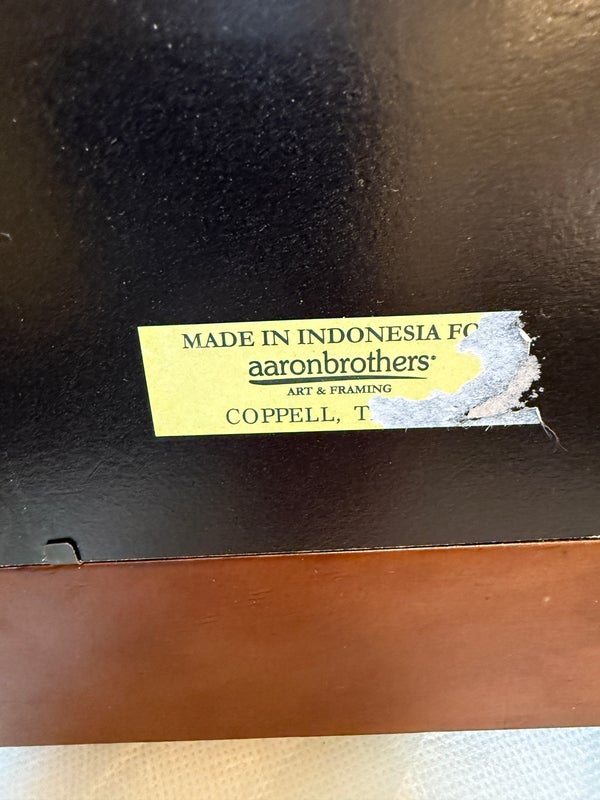 MADE IN INDONESIA FO
aaronbrothers
ART & FRAMING
COPPELL, T